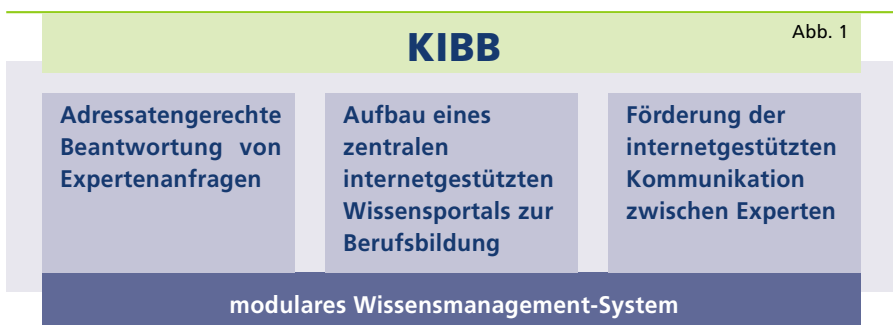 Abb. 1
KIBB
Adressatengerechte
Beantwortung von
Expertenanfragen
Aufbau eines
zentralen
internetgestützten
Wissensportals zur
Berufsbildung
Förderung der
internetgestützten
Kommunikation
zwischen Experten
modulares Wissensmanagement-System